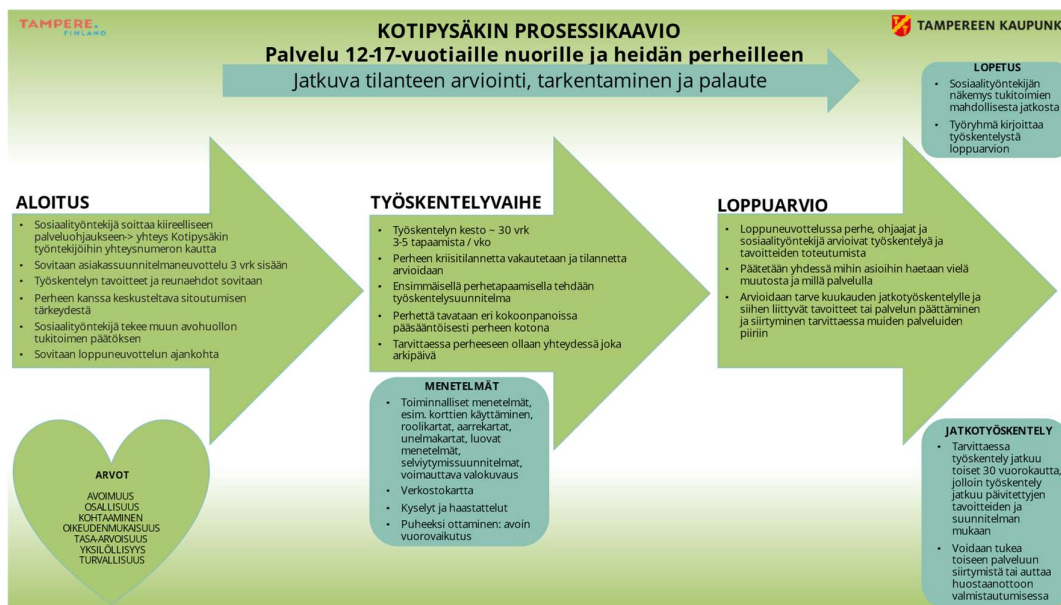 TAMPERE.
FINLAND
KOTIPYSÄKIN PROSESSIKAAVIO
Palvelu 12-17-vuotiaille nuorille ja heidän perheilleen
Jatkuva tilanteen arviointi, tarkentaminen ja palaute
TAMPEREEN KAUPUNK
LOPETUS
• Sosiaalityöntekijän
näkemys tukitoimien
mahdollisesta jatkosta
• Työryhmä kirjoittaa
työskentelystä
loppuarvion
ALOITUS
• Sosiaalityöntekijä soittaa kiireelliseen
palveluohjaukseen-> yhteys Kotipysäkin
työntekijöihin yhteysnumeron kautta
• Sovitaan asiakassuunnitelmaneuvottelu 3 vrk sisään
• Työskentelyn tavoitteet ja reunaehdot sovitaan
• Perheen kanssa keskusteltava sitoutumisen
tärkeydestä
• Sosiaalityöntekijä tekee muun avohuollon
tukitoimen päätöksen
• Sovitaan loppuneuvottelun ajankohta
TYÖSKENTELYVAIHE
• Työskentelyn kesto ~ 30 vrk
3-5 tapaamista / vko
• Perheen kriisitilannetta vakautetaan ja tilannetta
arvioidaan
• Ensimmäisellä perhetapaamisella tehdään
työskentelysuunnitelma
• Perhettä tavataan eri kokoonpanoissa
pääsääntöisesti perheen kotona
• Tarvittaessa perheeseen ollaan yhteydessä joka
arkipäivä
LOPPUARVIO
• Loppuneuvottelussa perhe, ohjaajat ja
sosiaalityöntekijä arvioivat työskentelyä ja
tavoitteiden toteutumista
• Päätetään yhdessä mihin asioihin haetaan vielä
muutosta ja millä palvelulla
• Arvioidaan tarve kuukauden jatkotyöskentelylle ja
siihen liittyvät tavoitteet tai palvelun päättäminen
ja siirtyminen tarvittaessa muiden palveluiden
piiriin
ARVOT
AVOIMUUS
OSALLISUUS
KOHTAAMINEN
OIKEUDENMUKAISUUS
TASA-ARVOISUUS
YKSILÖLLISYYS
TURVALLISUUS
MENETELMÄT
• Toiminnalliset menetelmät,
esim. korttien käyttäminen,
roolikartat, aarrekartat,
unelmakartat, luovat
menetelmät,
selviytymissuunnitelmat,
voimauttava valokuvaus
• Verkostokartta
• Kyselyt ja haastattelut
• Puheeksi ottaminen: avoin
vuorovaikutus
JATKOTYÖSKENTELY
• Tarvittaessa
työskentely jatkuu
toiset 30 vuorokautta,
jolloin työskentely
jatkuu päivitettyjen
tavoitteiden ja
suunnitelman
mukaan
• Voidaan tukea
toiseen palveluun
siirtymistä tai auttaa
huostaanottoon
valmistautumisessa